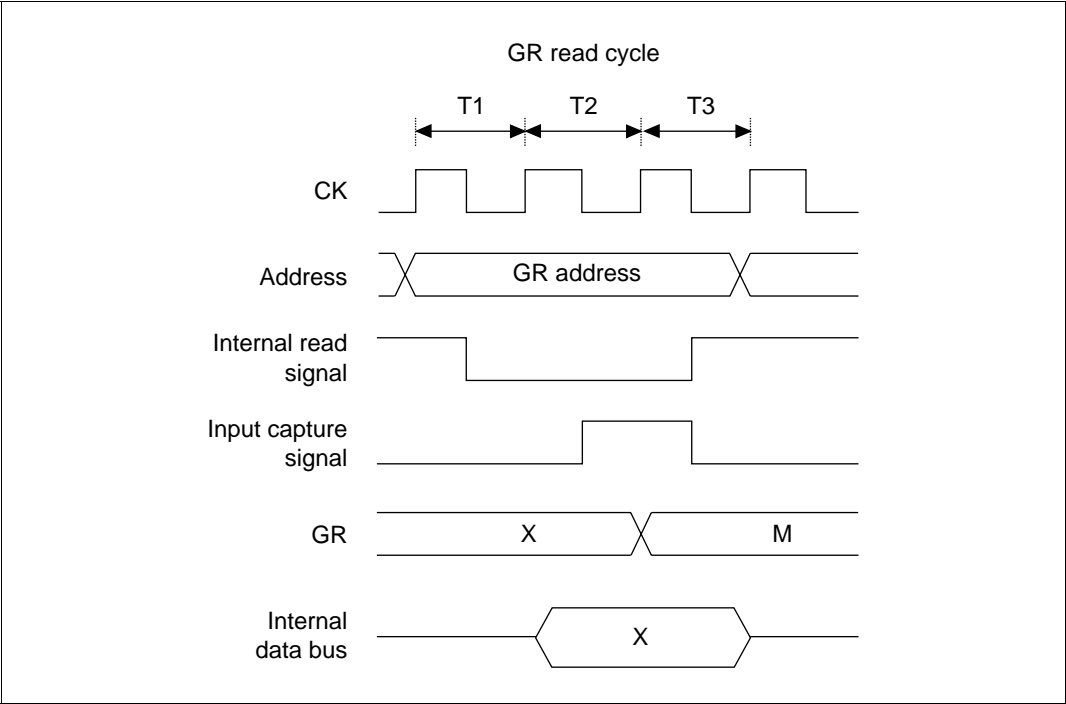 GR read cycle
T1 T2 T3
CK
Address GR address
Internal read
signal
Input capture
signal
GR X M
Internal
data bus X